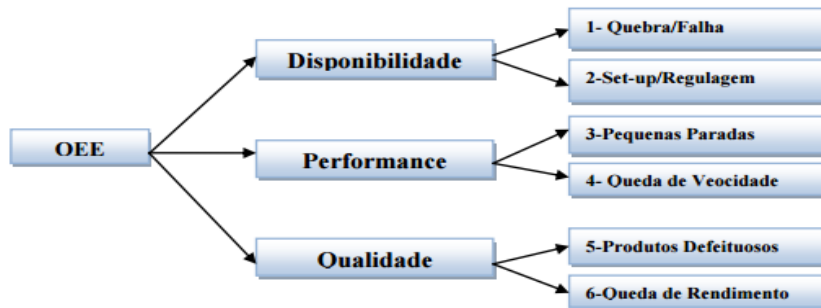 OEE
Disponibilidade
1- Quebra/Falha
2-Set-up/Regulagem
Performance
3-Pequenas Paradas
4- Queda de Veocidade
Qualidade
5-Produtos Defeituosos
6-Queda de Rendimento